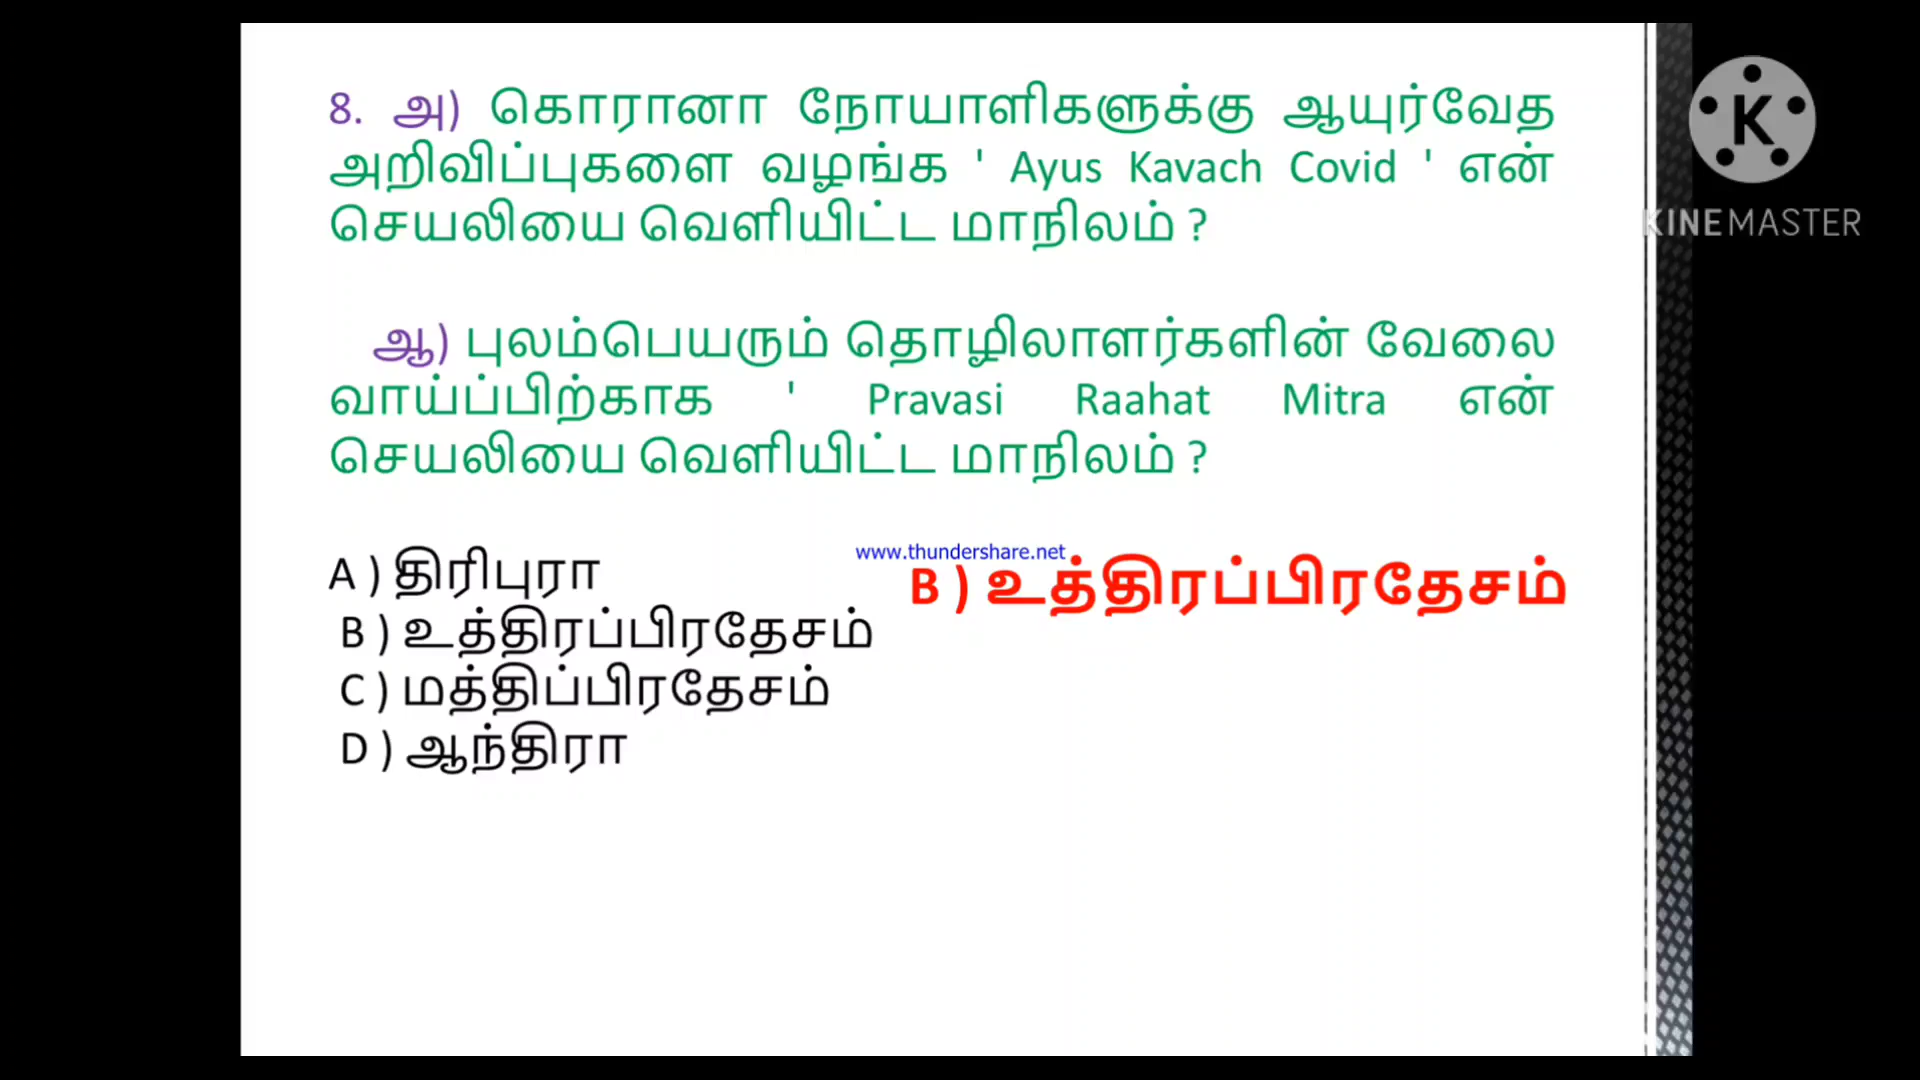 8. அ) கொரானா நோயாளிகளுக்கு ஆயுர்வேத
அறிவிப்புகளை வழங்க ' Ayus Kavach Covid ' என்
செயலியை வெளியிட்ட மாநிலம் ?
ஆ) புலம்பெயரும் தொழிலாளர்களின் வேலை
வாய்ப்பிற்காக ' Pravasi Raahat Mitra என்
செயலியை வெளியிட்ட மாநிலம் ?
A ) திரிபுரா
B ) உத்திரப்பிரதேசம்
C ) மத்திப்பிரதேசம்
D ) ஆந்திரா
www.thundershare.net
B ) உத்திரப்பிரதேசம்
K
KINEMASTER